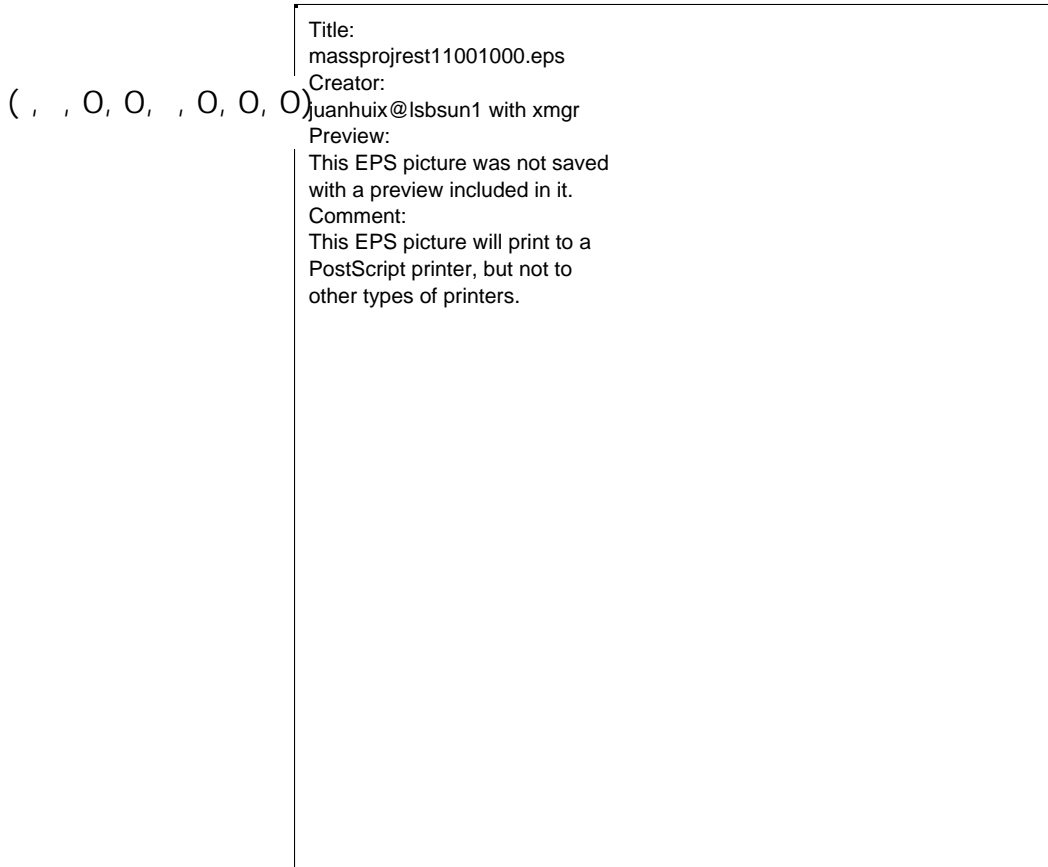 Title:
massprojrest11001000.eps
Creator:
( , , 0, 0, , 0, 0, 0)
juanhuix@lsbsun1 with xmgr
Preview:
This EPS picture was not saved
with a preview included in it.
Comment:
This EPS picture will print to a
PostScript printer, but not to
other types of printers.